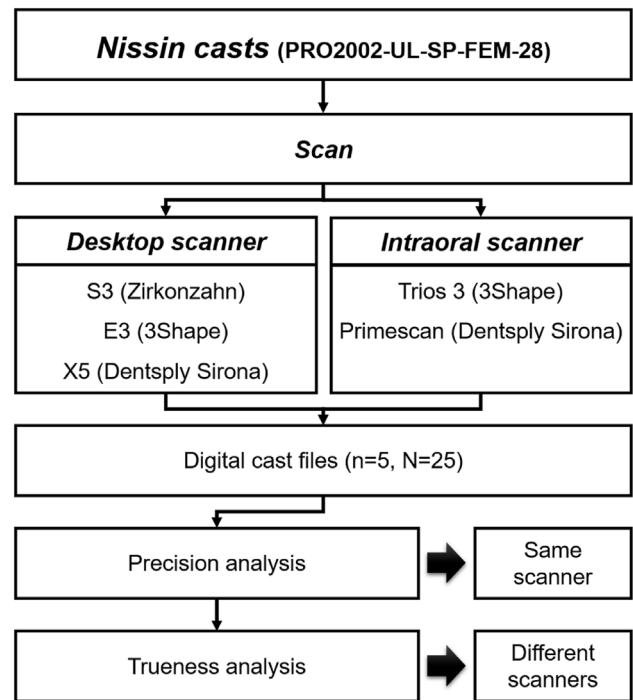 Nissin casts (PRO2002-UL-SP-FEM-28)
Scan
Desktop scanner
S3 (Zirkonzahn)
E3 (3Shape)
X5 (Dentsply Sirona)
Intraoral scanner
Trios 3 (3Shape)
Primescan (Dentsply Sirona)
Digital cast files (n=5, N=25)
Precision analysis
Same
scanner
Trueness analysis
Different
scanners